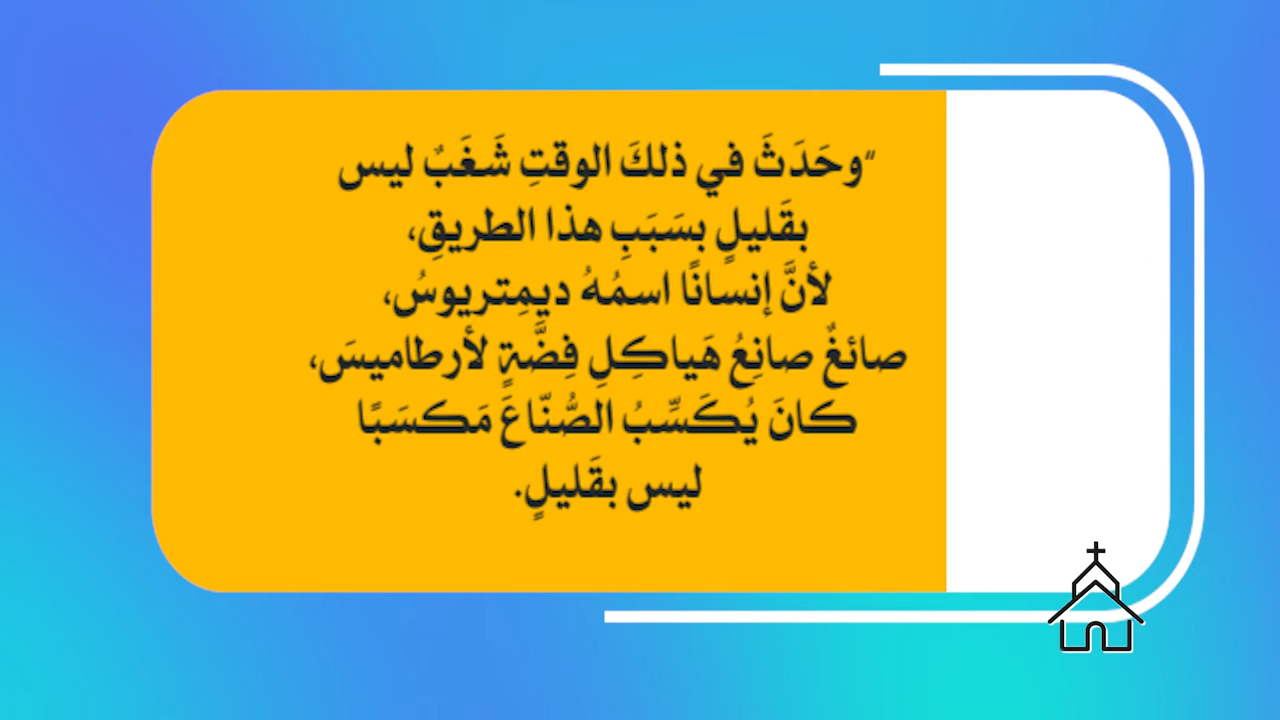 “وحَدَثَ في ذلكَ الوقتِ شَغَبٌ ليس
بقَليلٍ بسَبَبِ هذا الطريقِ،
لأنَّ إنسانًا اسمُهُ ديمِتريوسُ،
صائغٌ صانِعُ هَياكِلِ فِضَّةٍ لأرطاميسَ،
كانَ يُكَسِّبُ الصُّنّاعَ مَكسَبًا
ليس بقَليلٍ.